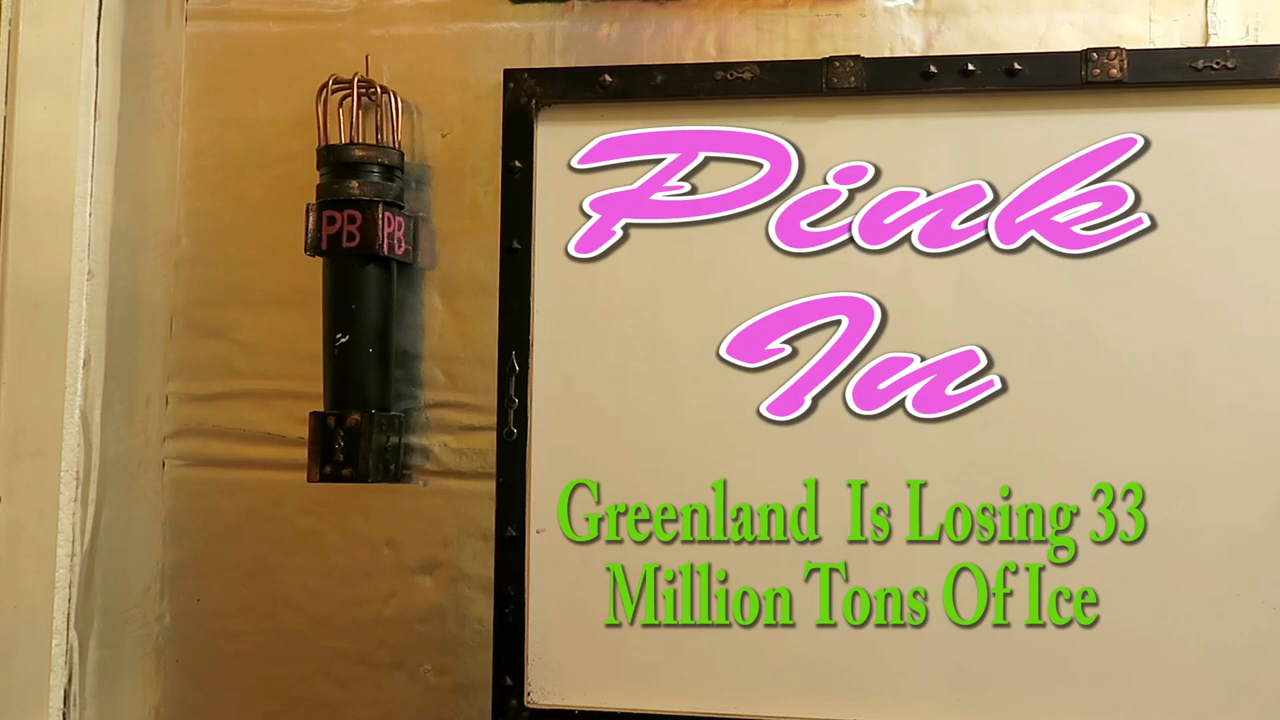 PB PB
Pink
In
Greenland Is Losing 33
Million Tons Of Ice